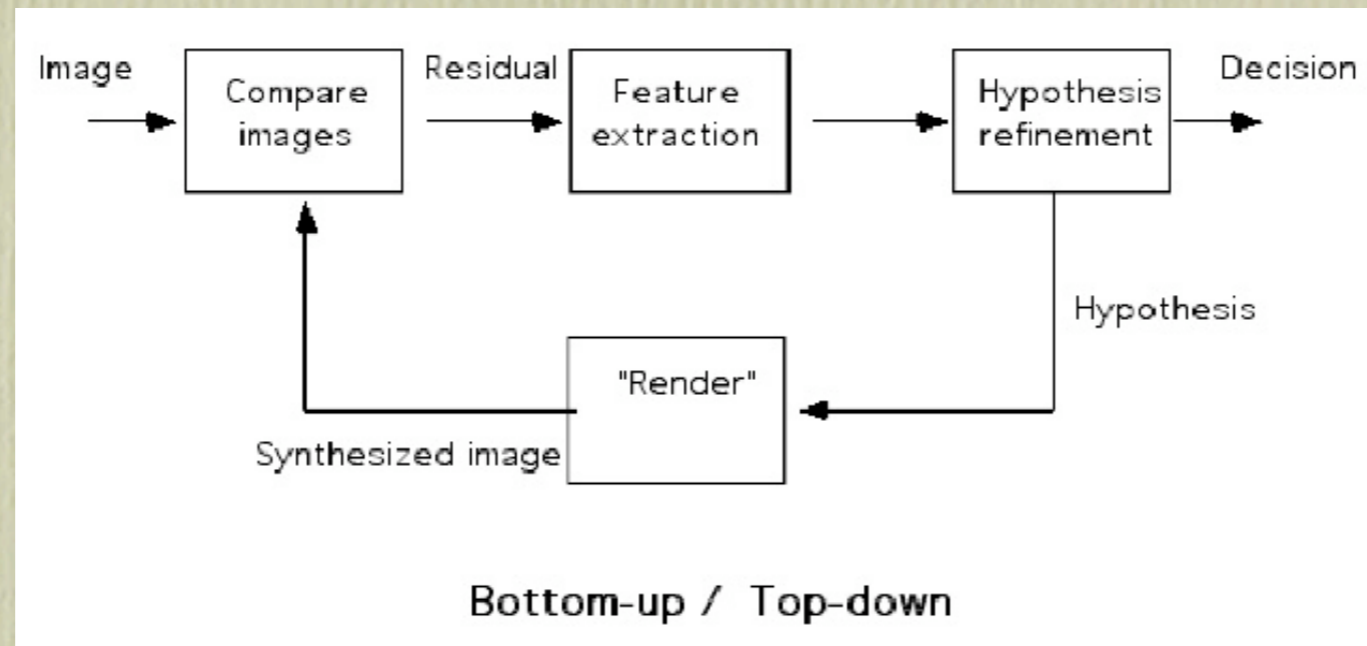 Image
Compare
images
Residual
Feature
extraction
Hypothesis
refinement
Decision
Hypothesis
"Render"
Synthesized image
Bottom-up / Top-down